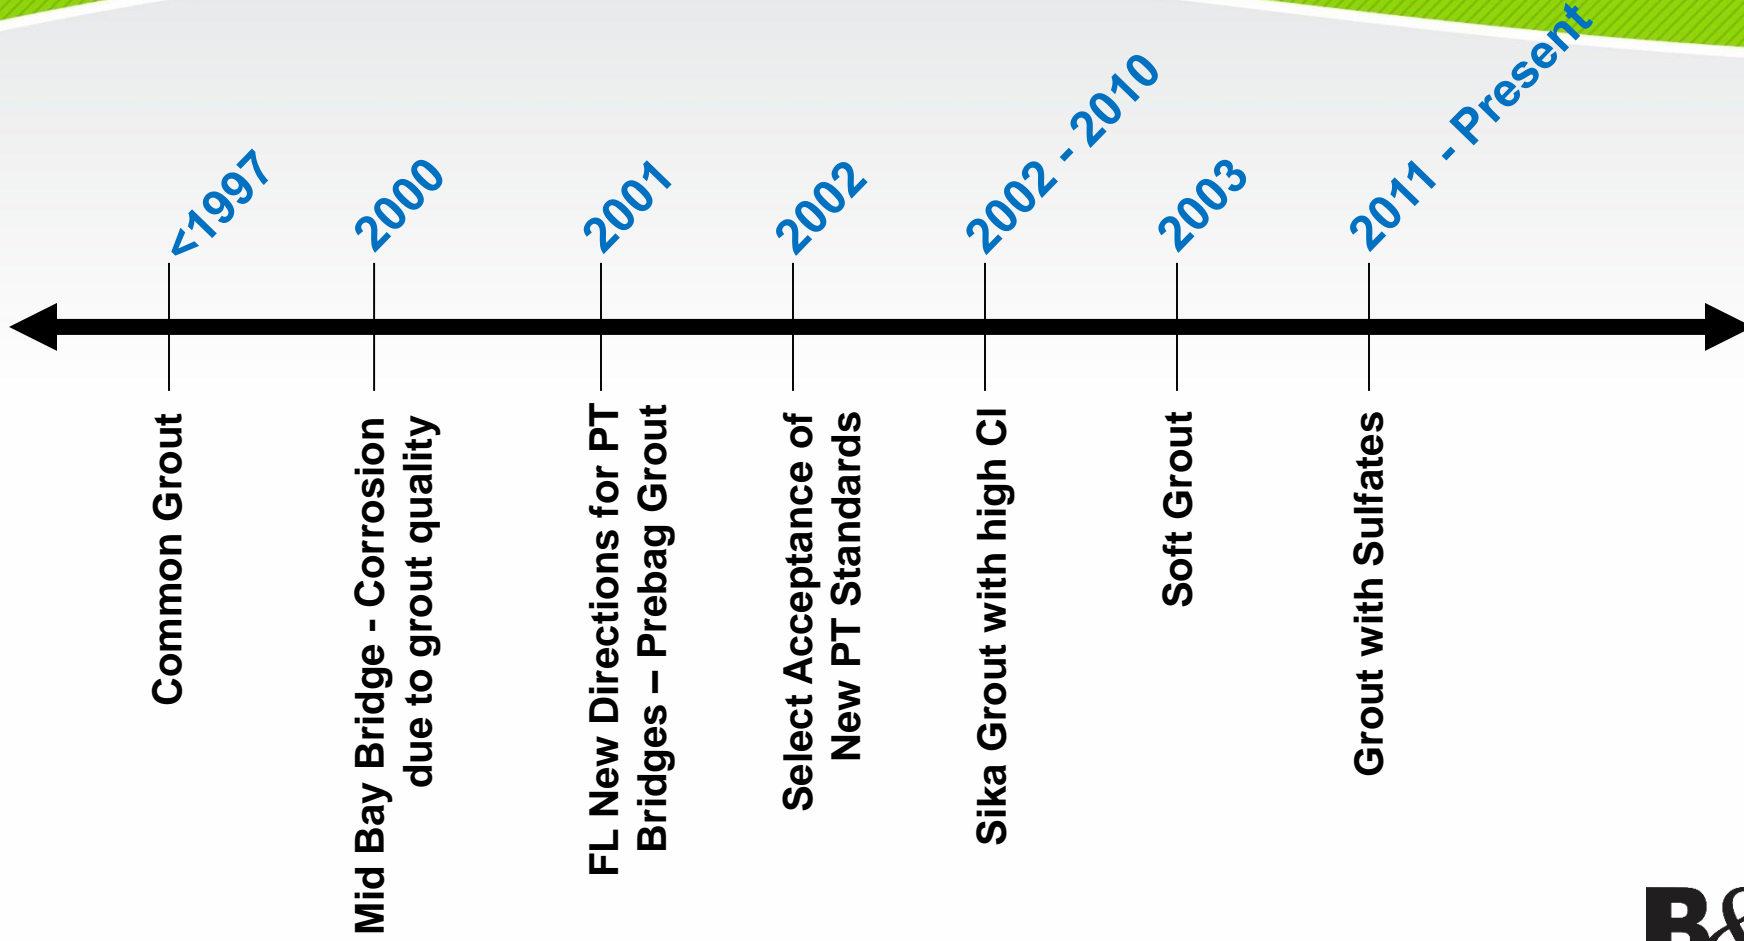 <1997
2000
2001
2002
2002 - 2010
2003
2011 - Present
Common Grout
Mid Bay Bridge - Corrosion
due to grout quality
FL New Directions for PT
Bridges – Prebag Grout
Select Acceptance of
New PT Standards
Sika Grout with high Cl
Soft Grout
Grout with Sulfates